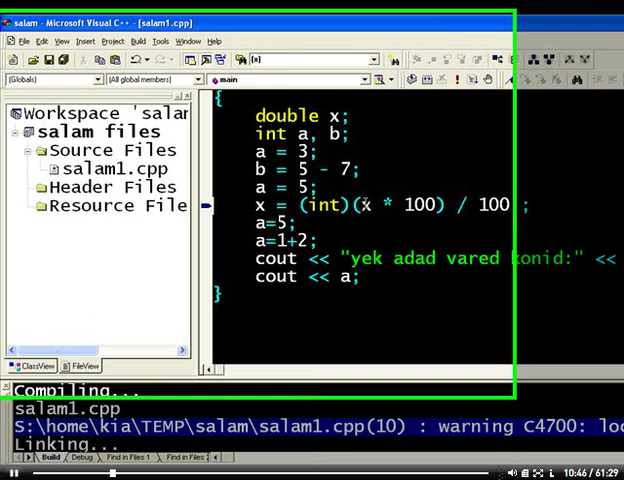 salam - Microsoft Visual C++ - [salam1.cpp]
File Edit View Insert Project Build Tools Window Help
(x)
(Globals) (All global members) main
{
Workspace 'salam
double x;
salam files
int a, b;
Source Files
a = 3;
salam1.cpp
b = 5 - 7;
Header Files
a = 5;
Resource File
x = (int)(x * 100) / 100 ;
a=5;
a=1+2;
cout << "yek adad vared konid:" <<
cout << a;
}
ClassView FileView
Compiling...
salam1.cpp
S:\home\kia\TEMP\salam\salam1.cpp(10) : warning C4700: loc
Linking...
Build Debug Find in Files 1 Find in Files 2
10:46 / 61:29